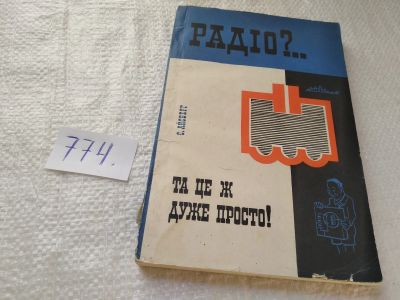 РАДІО?..
Є. АЙСБЕРГ
ТА ЦЕ Ж
ДУЖЕ ПРОСТО!
774.